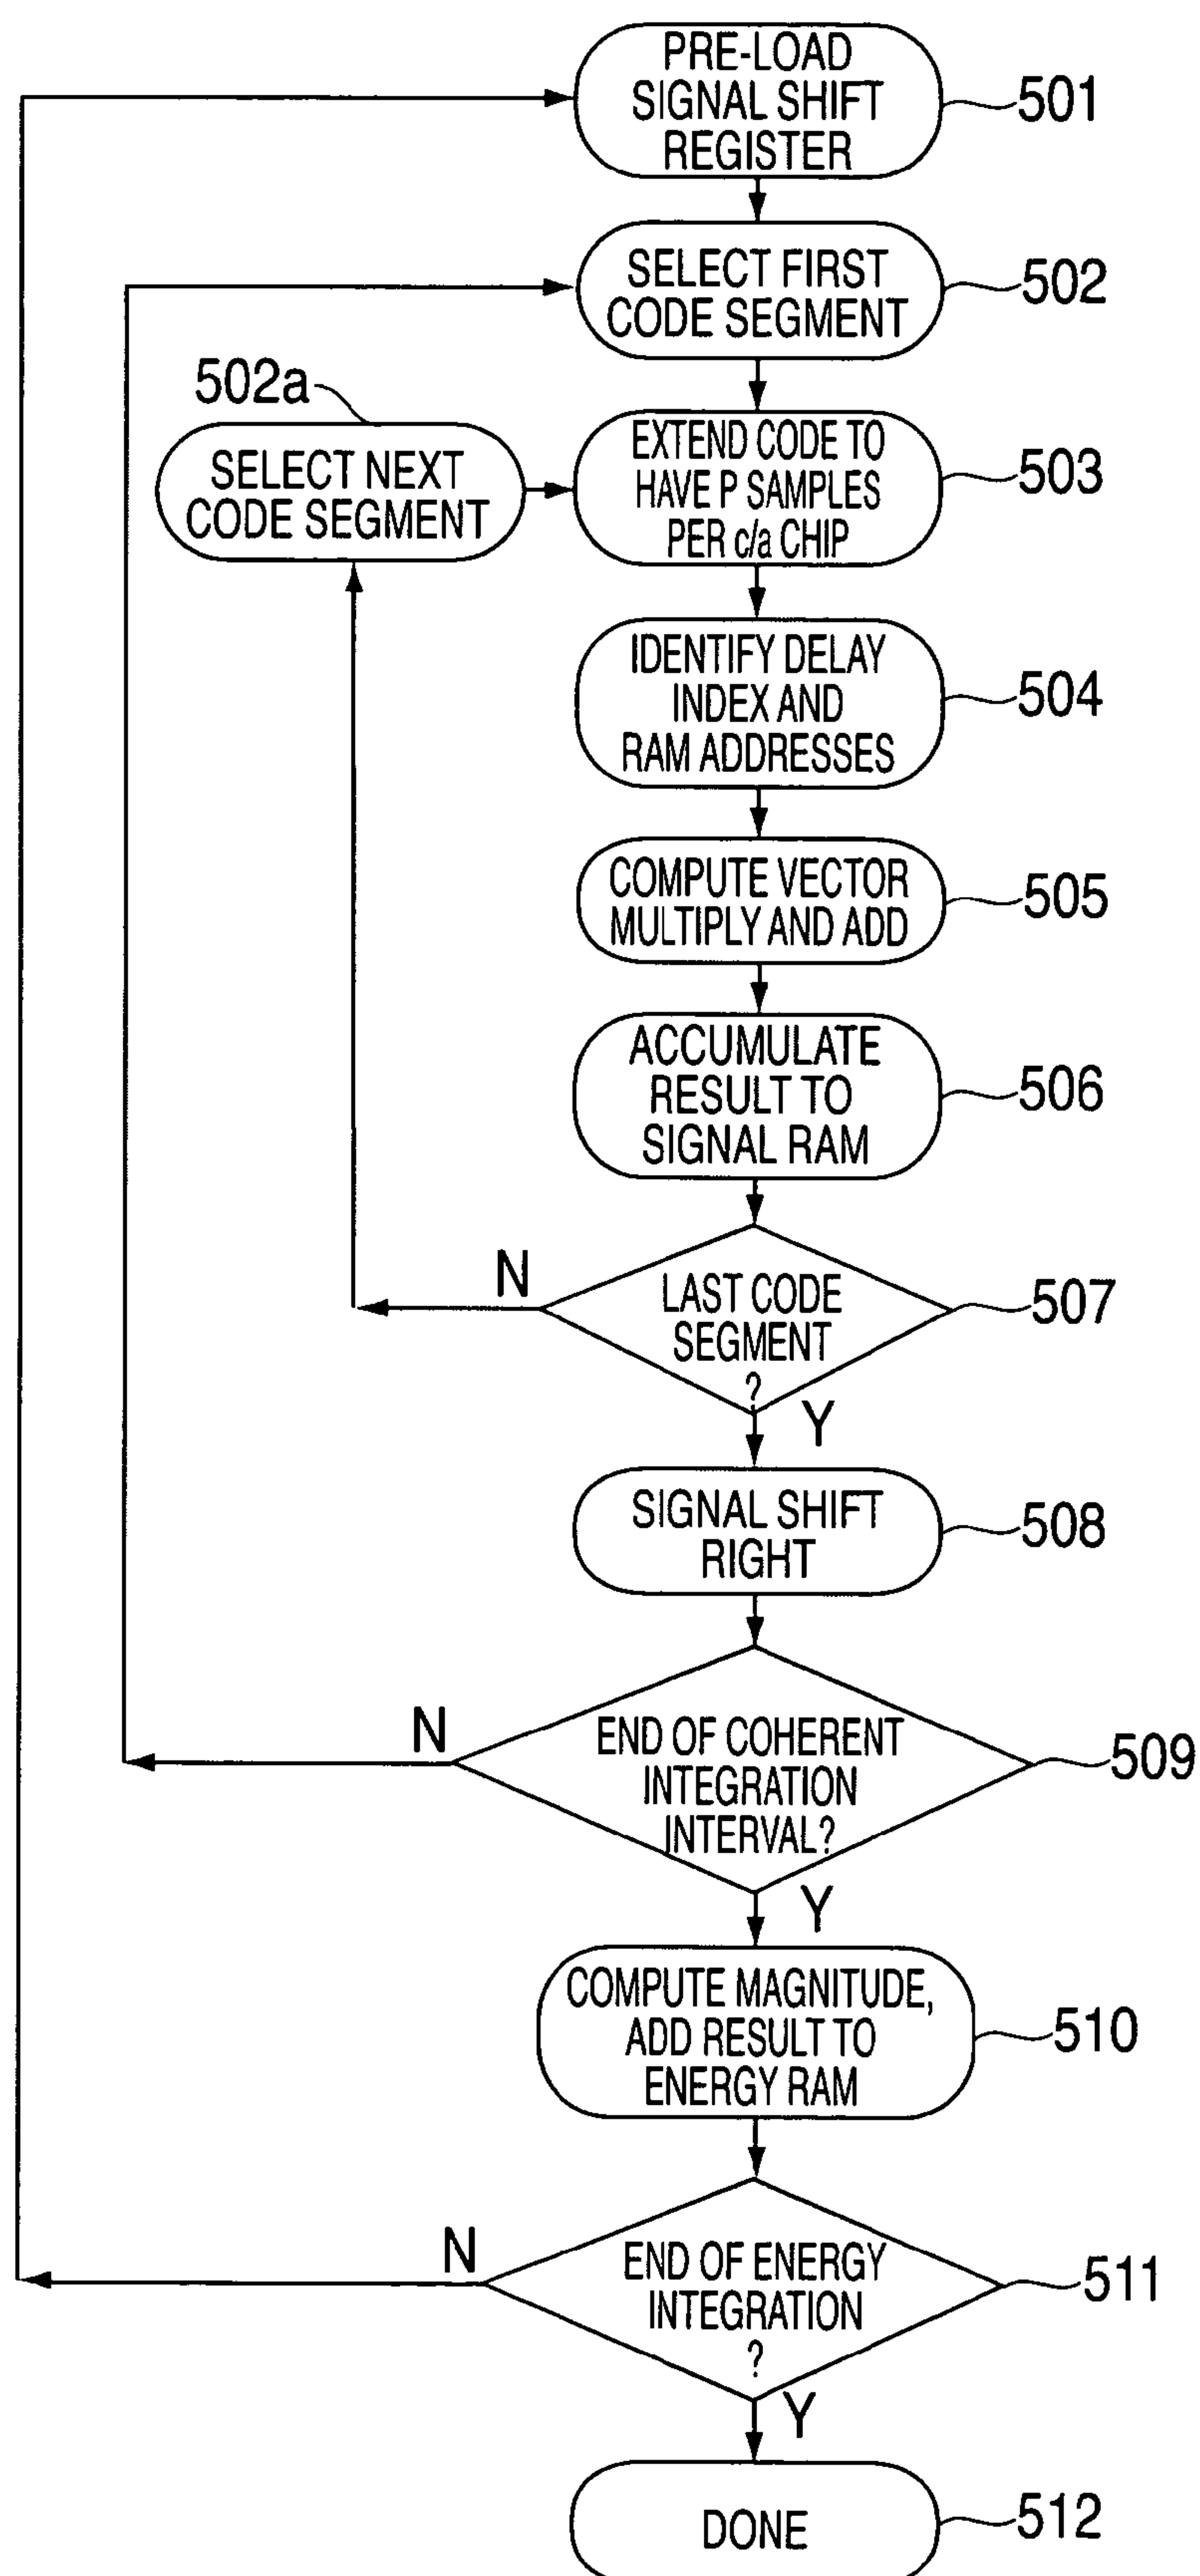 PRE-LOAD
SIGNAL SHIFT
REGISTER
501
SELECT FIRST
CODE SEGMENT
502
502a
SELECT NEXT
CODE SEGMENT
EXTEND CODE TO
HAVE P SAMPLES
PER c/a CHIP
503
IDENTIFY DELAY
INDEX AND
RAM ADDRESSES
504
COMPUTE VECTOR
MULTIPLY AND ADD
505
ACCUMULATE
RESULT TO
SIGNAL RAM
506
N
LAST CODE
SEGMENT
?
507
Y
SIGNAL SHIFT
RIGHT
508
N
END OF COHERENT
INTEGRATION
INTERVAL?
509
Y
COMPUTE MAGNITUDE,
ADD RESULT TO
ENERGY RAM
510
N
END OF ENERGY
INTEGRATION
?
511
Y
DONE
512